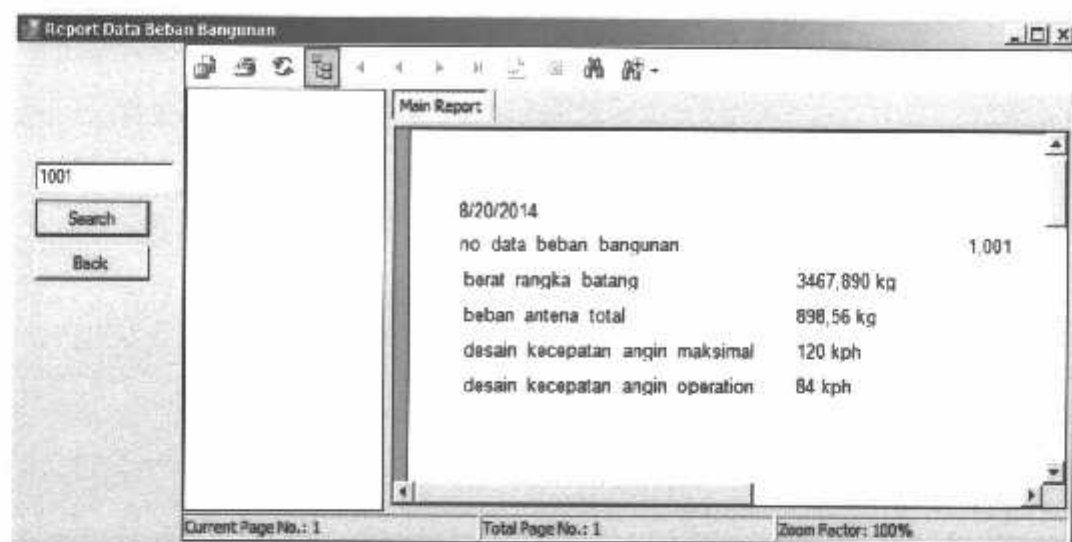 Report Data Beban Bangunan
Main Report
1001
Search
Back
8/20/2014
no data beban bangunan 1,001
berat rangka batang 3467,890 kg
beban antena total 898,56 kg
desain kecepatan angin maksimal 120 kph
desain kecepatan angin operation 84 kph
Current Page No.: 1 Total Page No.: 1 Zoom Factor: 100%